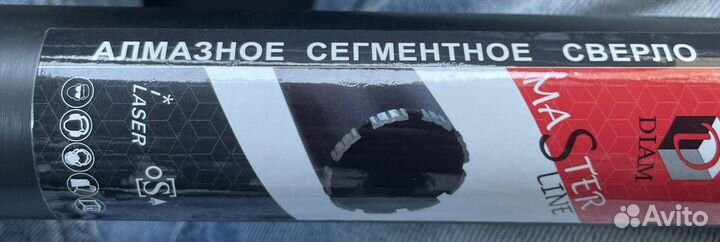 АЛМАЗНОЕ СЕГМЕНТНОЕ СВЕРЛО
LASER
OSA
MASTER
LINE
DIAM
Avito